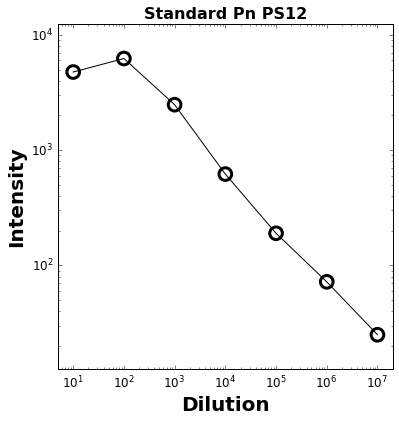 Standard Pn PS12
10⁴
10³
10²
Intensity
10¹ 10² 10³ 10⁴ 10⁵ 10⁶ 10⁷
Dilution